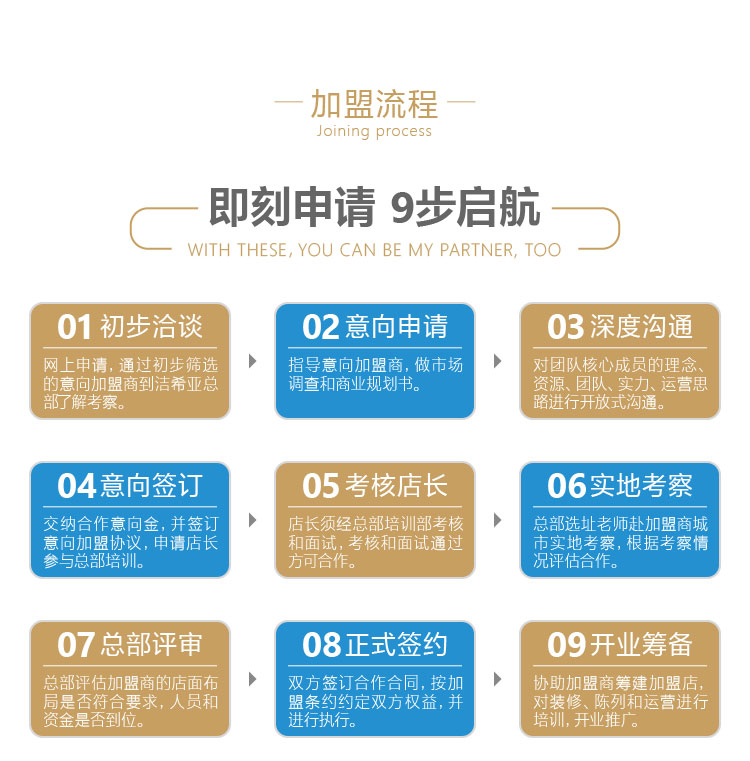 加盟流程
Joining process
即刻申请 9步启航
WITH THESE, YOU CAN BE MY PARTNER, TOO
01 初步洽谈
网上申请，通过初步筛选
的意向加盟商到洁希亚总
部了解考察。
02 意向申请
指导意向加盟商，做市场
调查和商业规划书。
03 深度沟通
对团队核心成员的理念、
资源、团队、实力、运营思
路进行开放式沟通。
04 意向签订
交纳合作意向金，并签订
意向加盟协议，申请店长
参与总部培训。
05 考核店长
店长须经总部培训部考核
和面试，考核和面试通过
方可合作。
06 实地考察
总部选址老师赴加盟商城
市实地考察，根据考察情
况评估合作。
07 总部评审
总部评估加盟商的店面布
局是否符合要求，人员和
资金是否到位。
08 正式签约
双方签订合作合同，按加
盟条约约定双方权益，并
进行执行。
09 开业筹备
协助加盟商筹建加盟店，
对装修、陈列和运营进行
培训，开业推广。